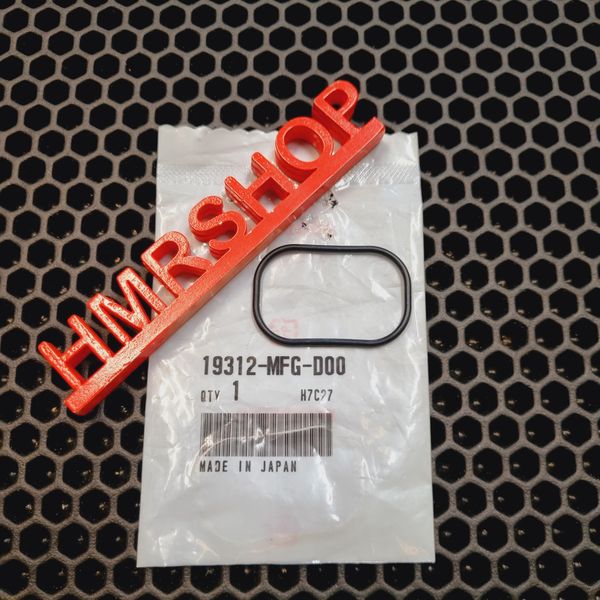 HMRSHOP
19312-MFG-D00
QTY 1 H7C27
MADE IN JAPAN